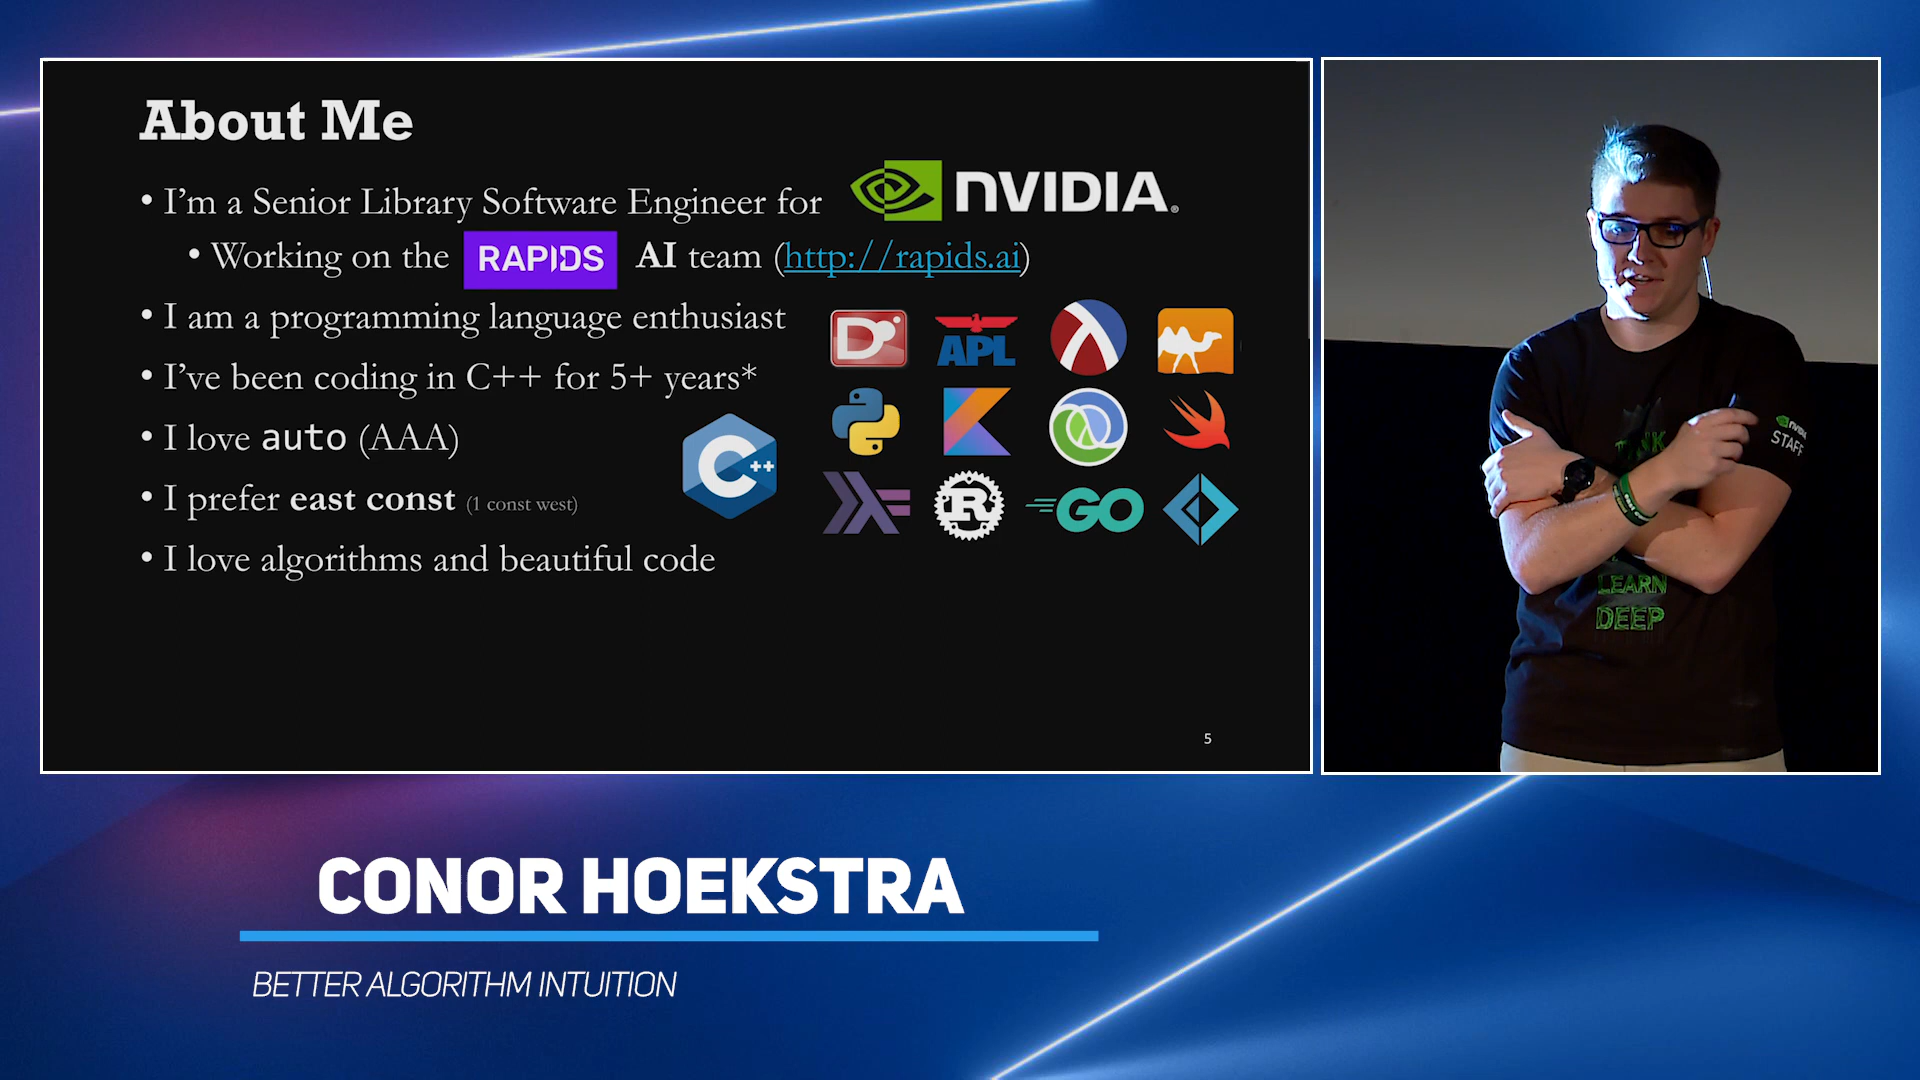 About Me
• I'm a Senior Library Software Engineer for NVIDIA®
• Working on the RAPIDS AI team (http://rapids.ai)
• I am a programming language enthusiast
D APL
• I've been coding in C++ for 5+ years*
• I love auto (AAA)
C++
• I prefer east const (1 const west)
R GO
• I love algorithms and beautiful code
5
NVIDIA
STAFF
LEARN
DEEP
CONOR HOEKSTRA
BETTER ALGORITHM INTUITION